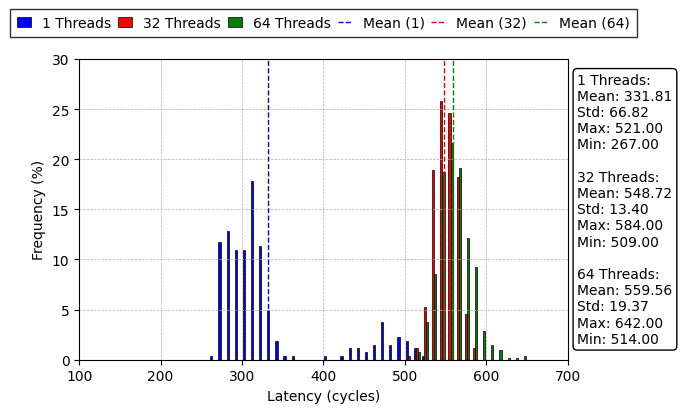 1 Threads 32 Threads 64 Threads Mean (1) Mean (32) Mean (64)
30
25
20
15
10
5
0
Frequency (%)
100 200 300 400 500 600 700
Latency (cycles)
1 Threads:
Mean: 331.81
Std: 66.82
Max: 521.00
Min: 267.00
32 Threads:
Mean: 548.72
Std: 13.40
Max: 584.00
Min: 509.00
64 Threads:
Mean: 559.56
Std: 19.37
Max: 642.00
Min: 514.00